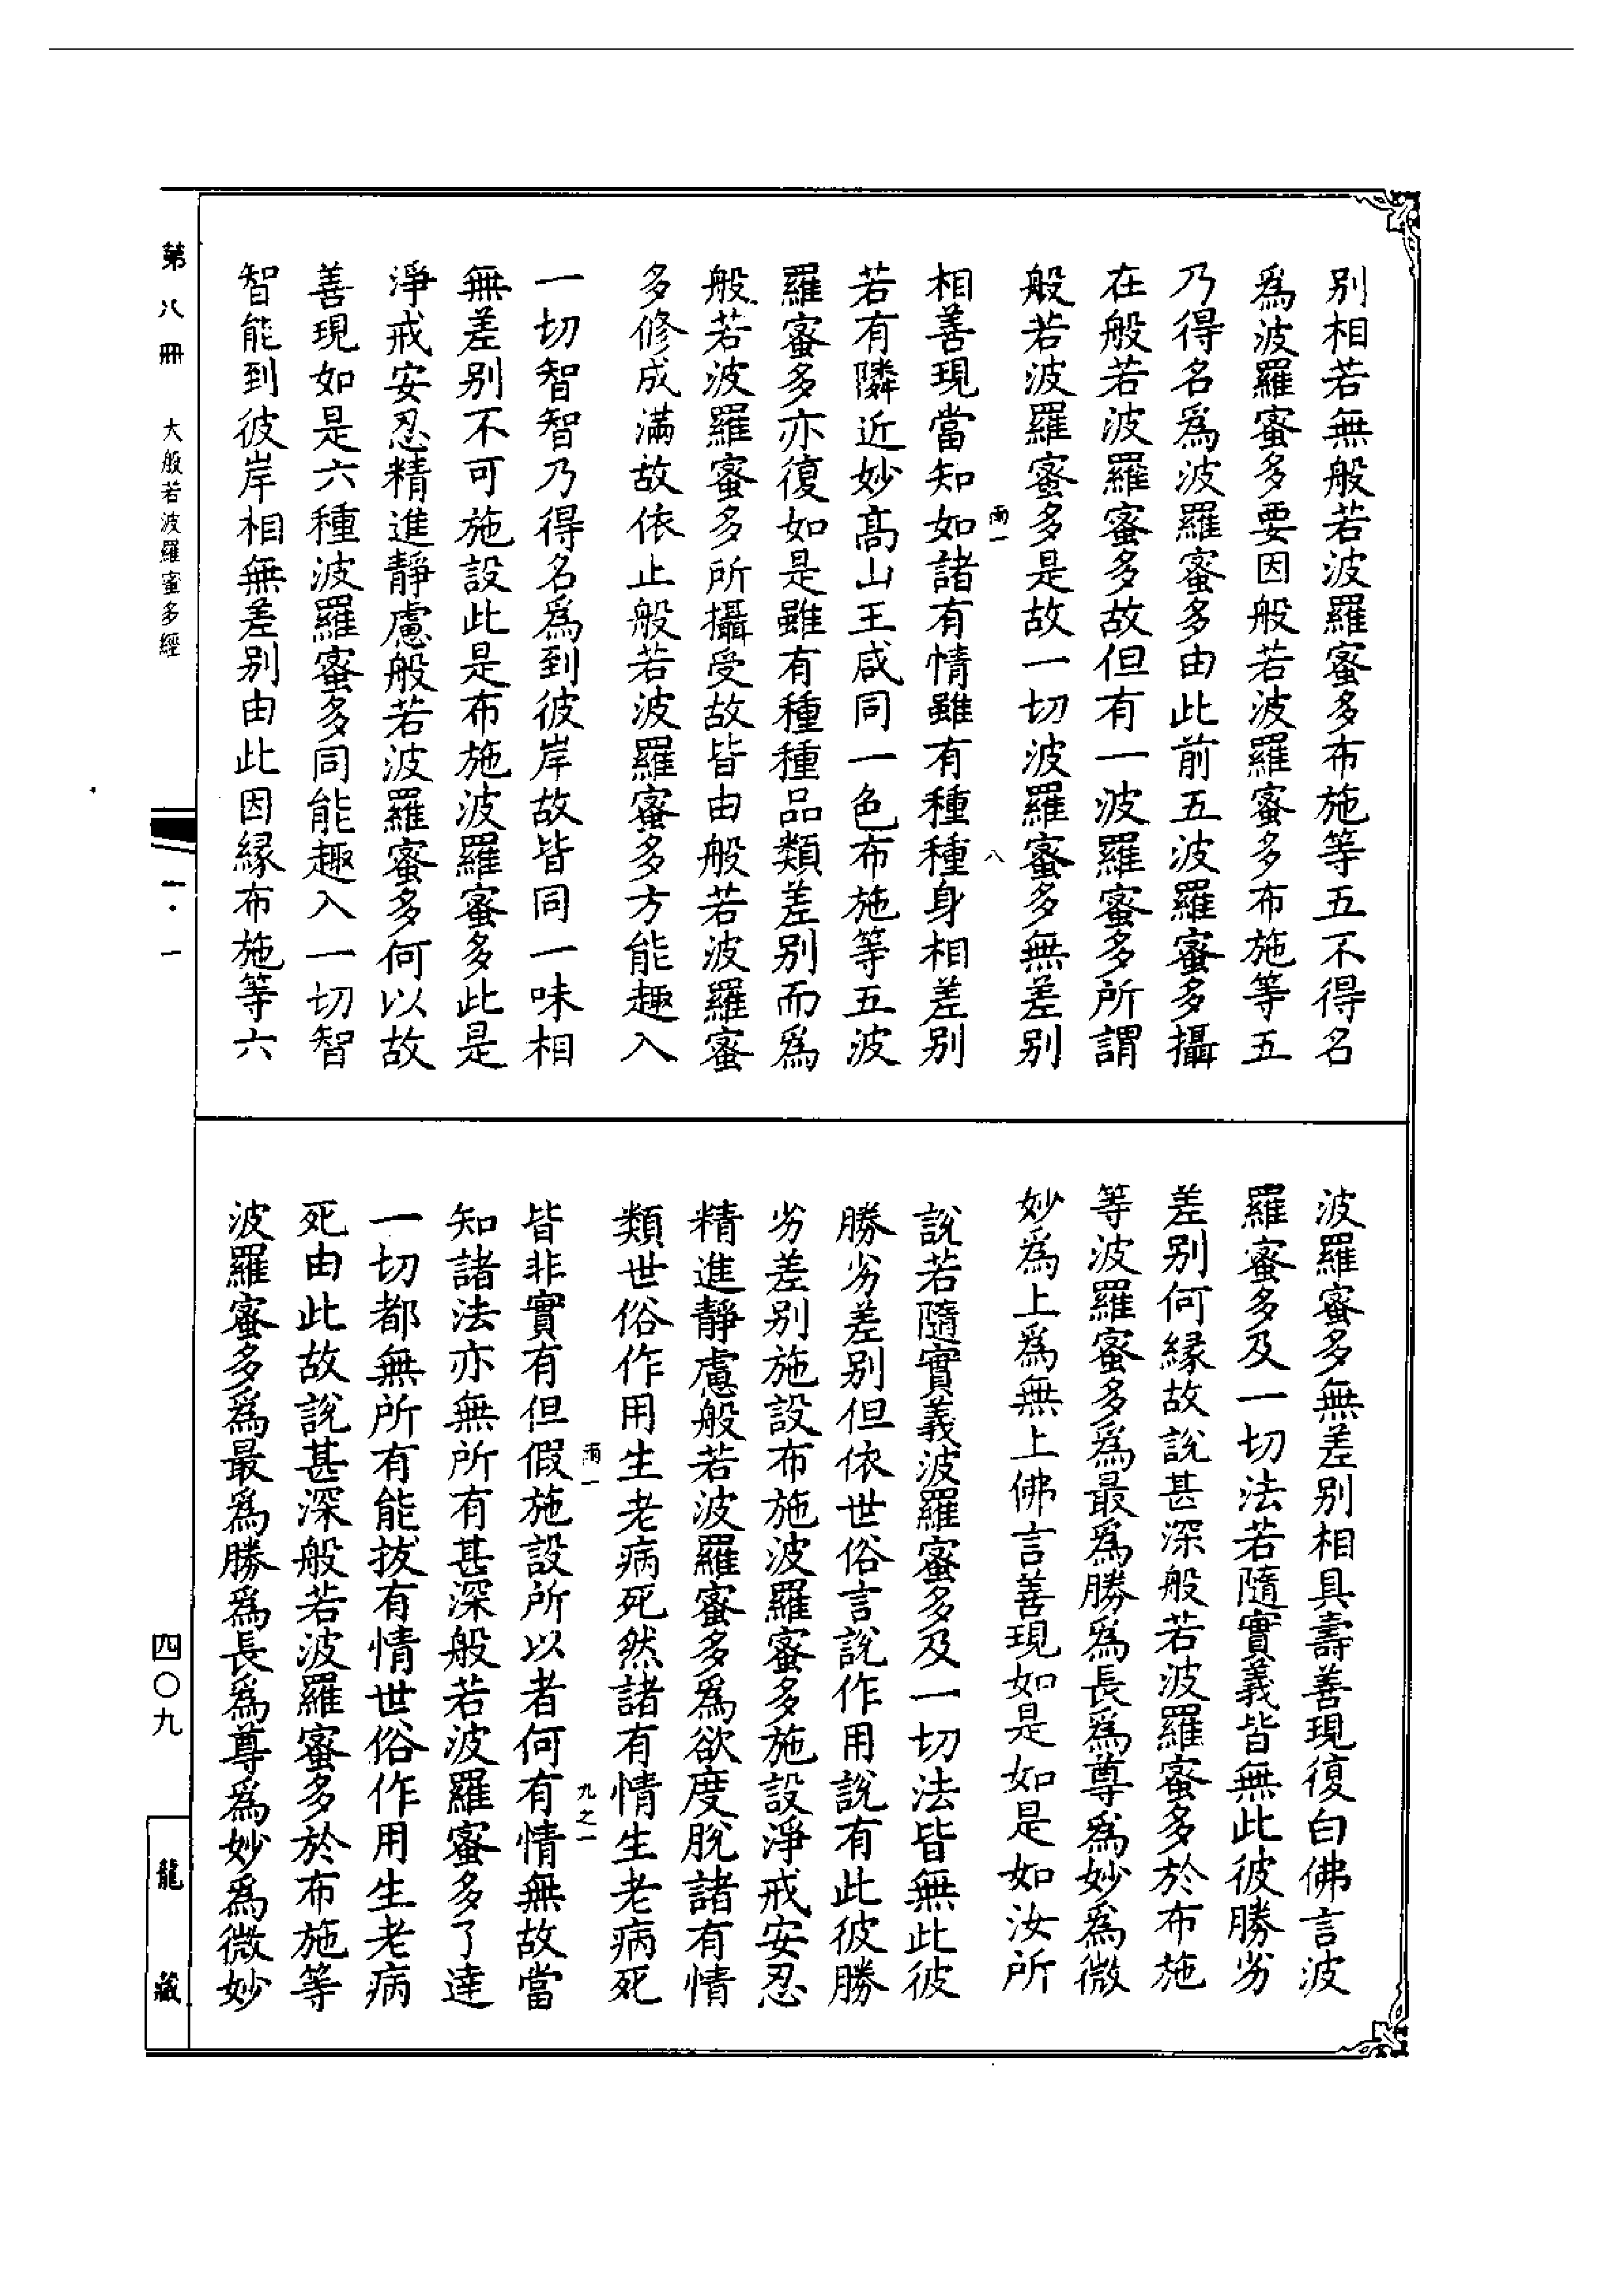 別相若無般若波羅蜜多布施等五不得名
爲波羅蜜多要因般若波羅蜜多布施等五
乃得名爲波羅蜜多由此前五波羅蜜多攝
在般若波羅蜜多故但有一波羅蜜多所謂
般若波羅蜜多是故一切波羅蜜多無差別
雨一
八
相善現當知如諸有情雖有種種身相差別
若有隣近妙高山王咸同一色布施等五波
羅蜜多亦復如是雖有種種品類差別而爲
般若波羅蜜多所攝受故皆由般若波羅蜜
多修成滿故依止般若波羅蜜多方能趣入
一切智智乃得名爲到彼岸故皆同一味相
無差別不可施設此是布施波羅蜜多此是
淨戒安忍精進靜慮般若波羅蜜多何以故
善現如是六種波羅蜜多同能趣入一切智
智能到彼岸相無差別由此因緣布施等六
波羅蜜多無差別相具壽善現復白佛言波
羅蜜多及一切法若隨實義皆無此彼勝劣
差別何緣故說甚深般若波羅蜜多於布施
等波羅蜜多爲最爲勝爲長爲尊爲妙爲微
妙爲上爲無上佛言善現如是如是如汝所
說若隨實義波羅蜜多及一切法皆無此彼
勝劣差別但依世俗言說作用說有此彼勝
劣差別施設布施波羅蜜多施設淨戒安忍
精進靜慮般若波羅蜜多爲欲度脫諸有情
類世俗作用生老病死然諸有情生老病死
雨一
九之一
皆非實有但假施設所以者何有情無故當
知諸法亦無所有甚深般若波羅蜜多了達
一切都無所有能拔有情世俗作用生老病
死由此故說甚深般若波羅蜜多於布施等
波羅蜜多爲最爲勝爲長爲尊爲妙爲微妙
第八冊
大般若波羅蜜多經
一·一
四〇九
龍藏